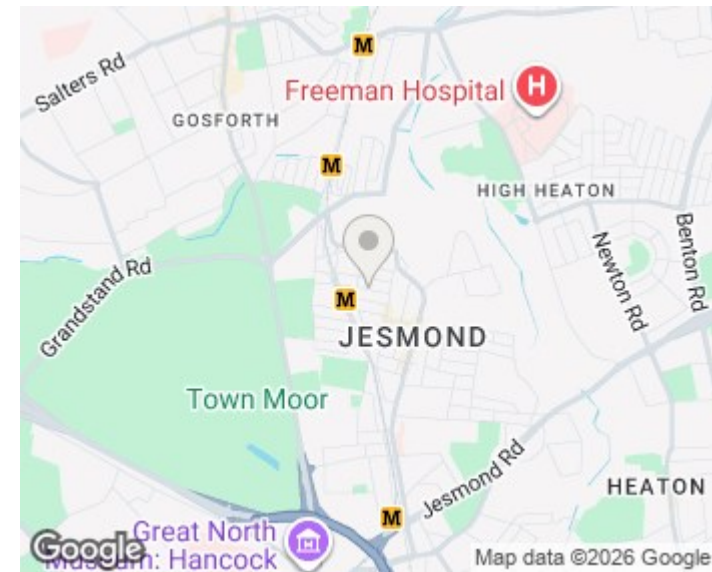 M
Salters Rd
Freeman Hospital H
GOSFORTH
M
HIGH HEATON
Benton Rd
Newton Rd
Grandstand Rd
M
JESMOND
Town Moor
Jesmond Rd
HEATON
M
Great North
Museum: Hancock
Google
Map data ©2026 Google